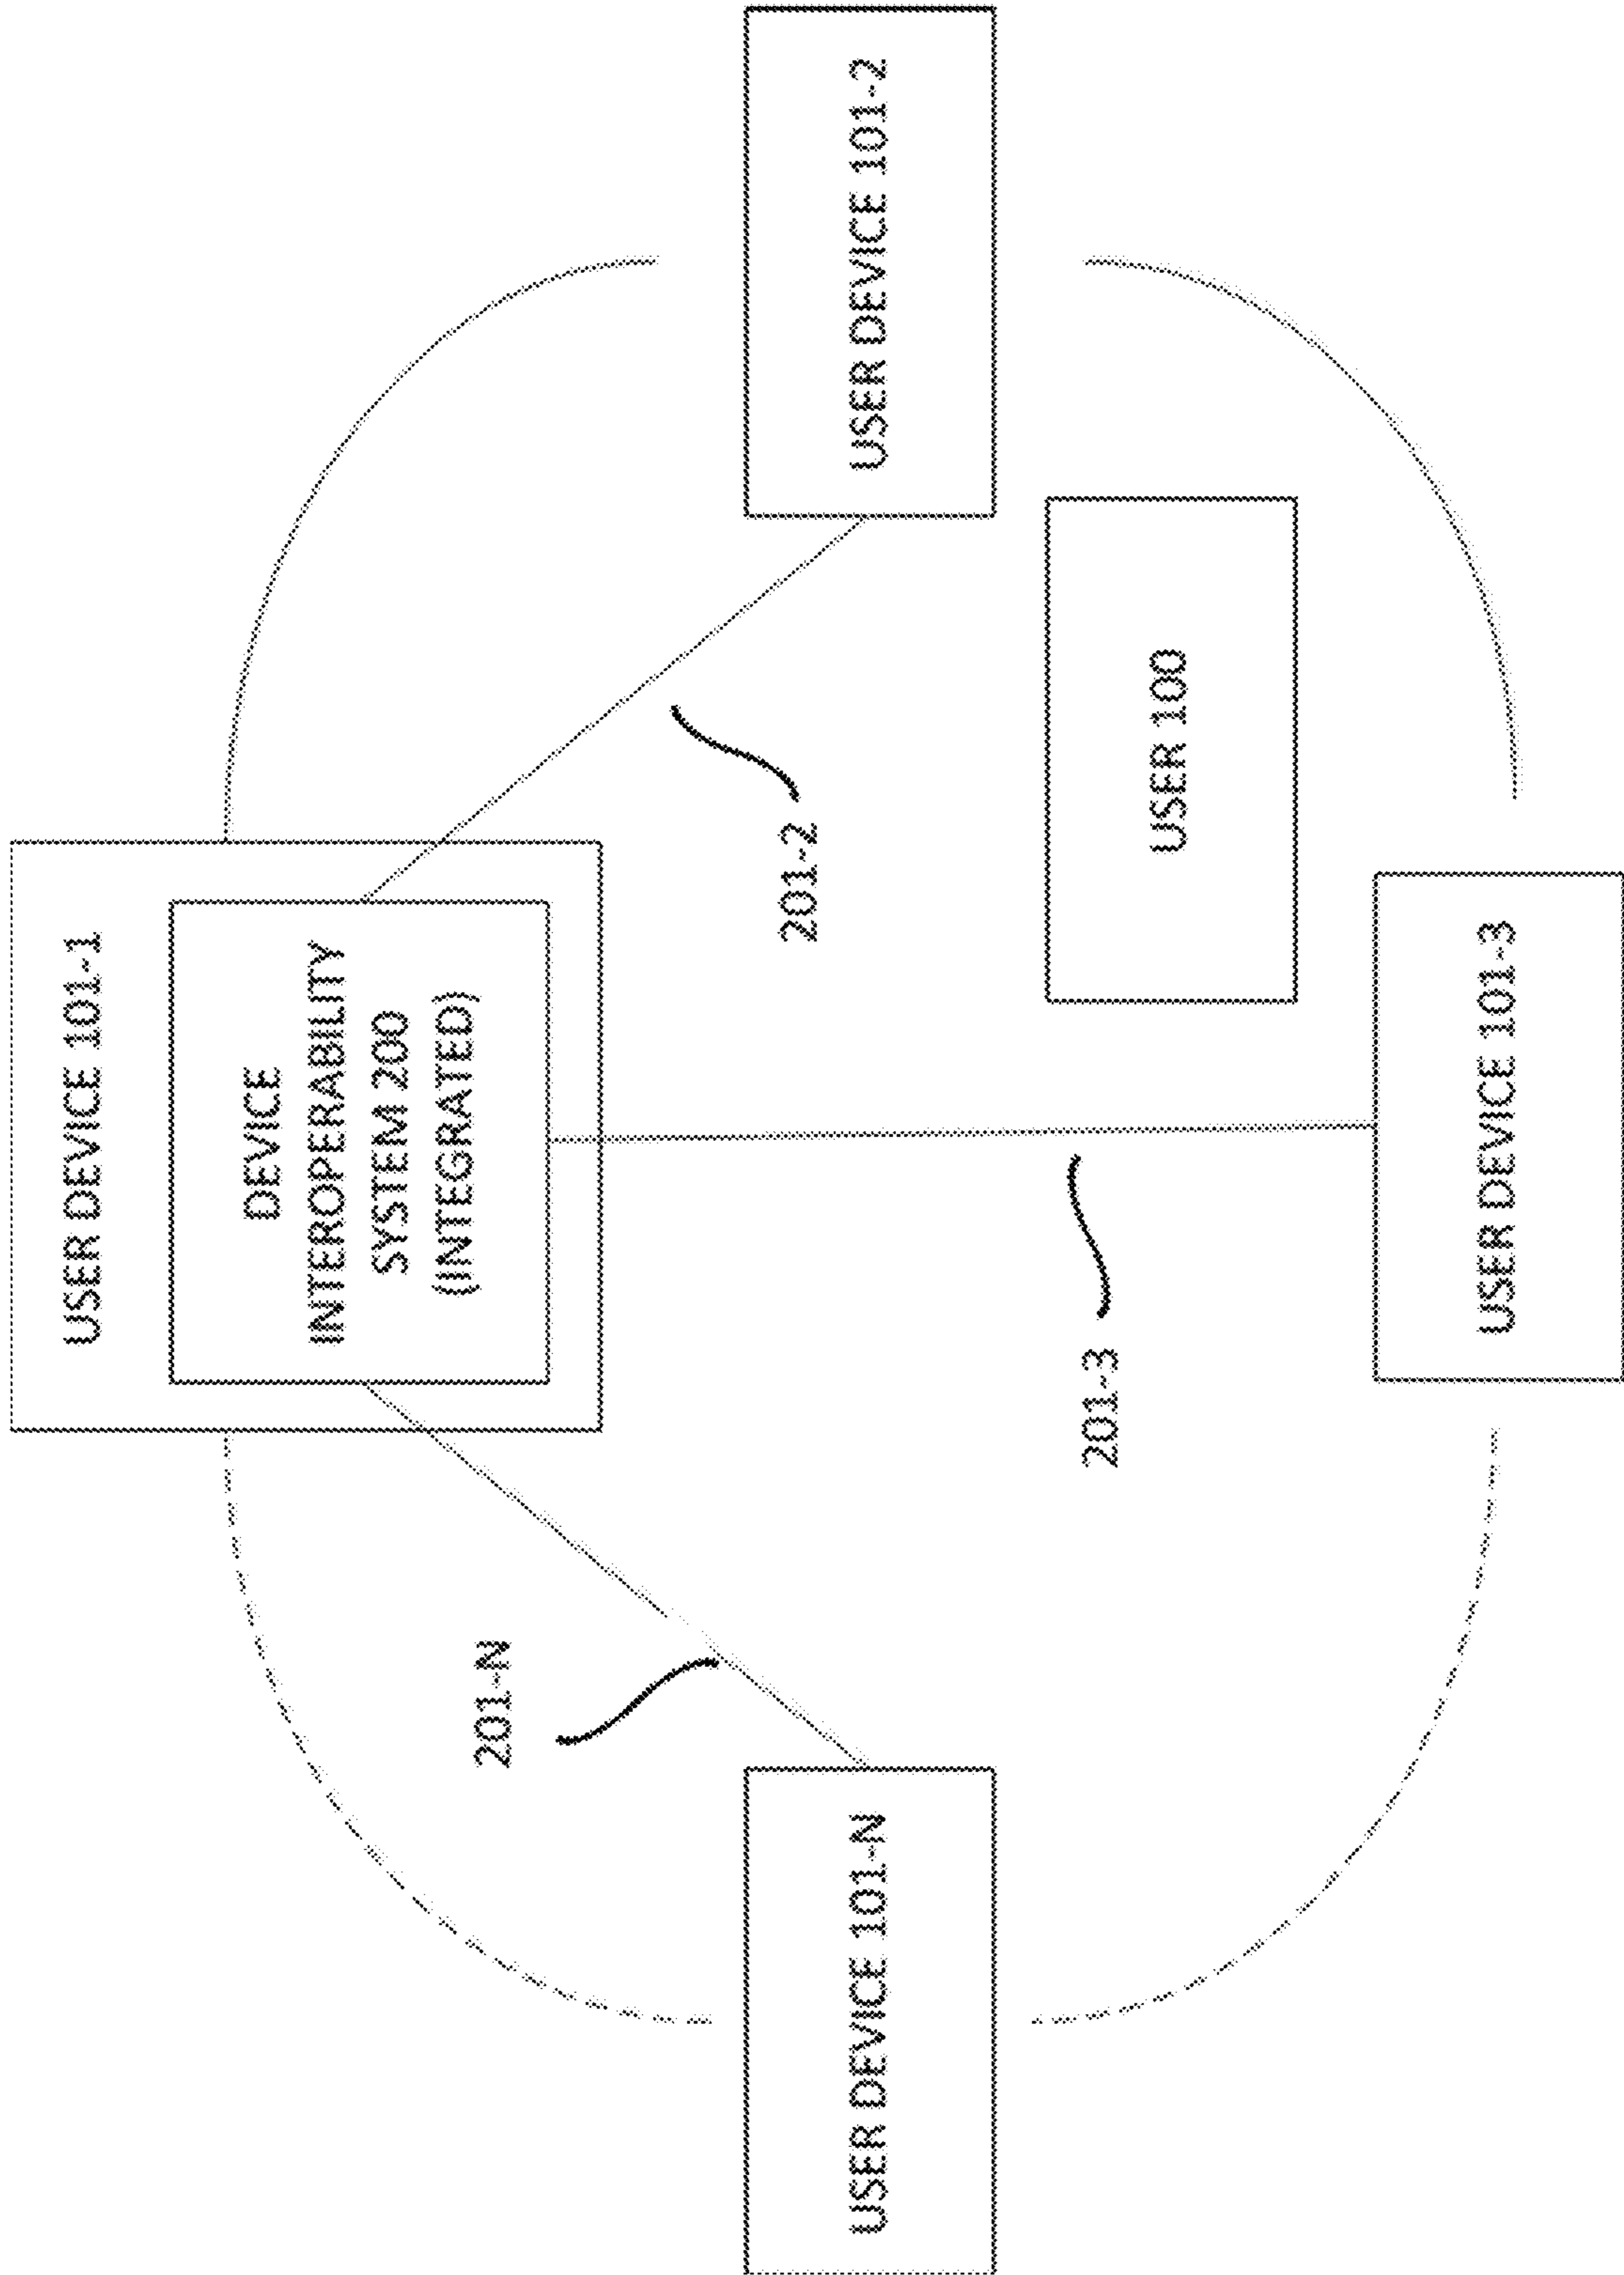 USER DEVICE 101-1
DEVICE
INTEROPERABILITY
SYSTEM 200
(INTEGRATED)
201-N
201-2
USER DEVICE 101-N
USER DEVICE 101-2
201-3
USER 100
USER DEVICE 101-3